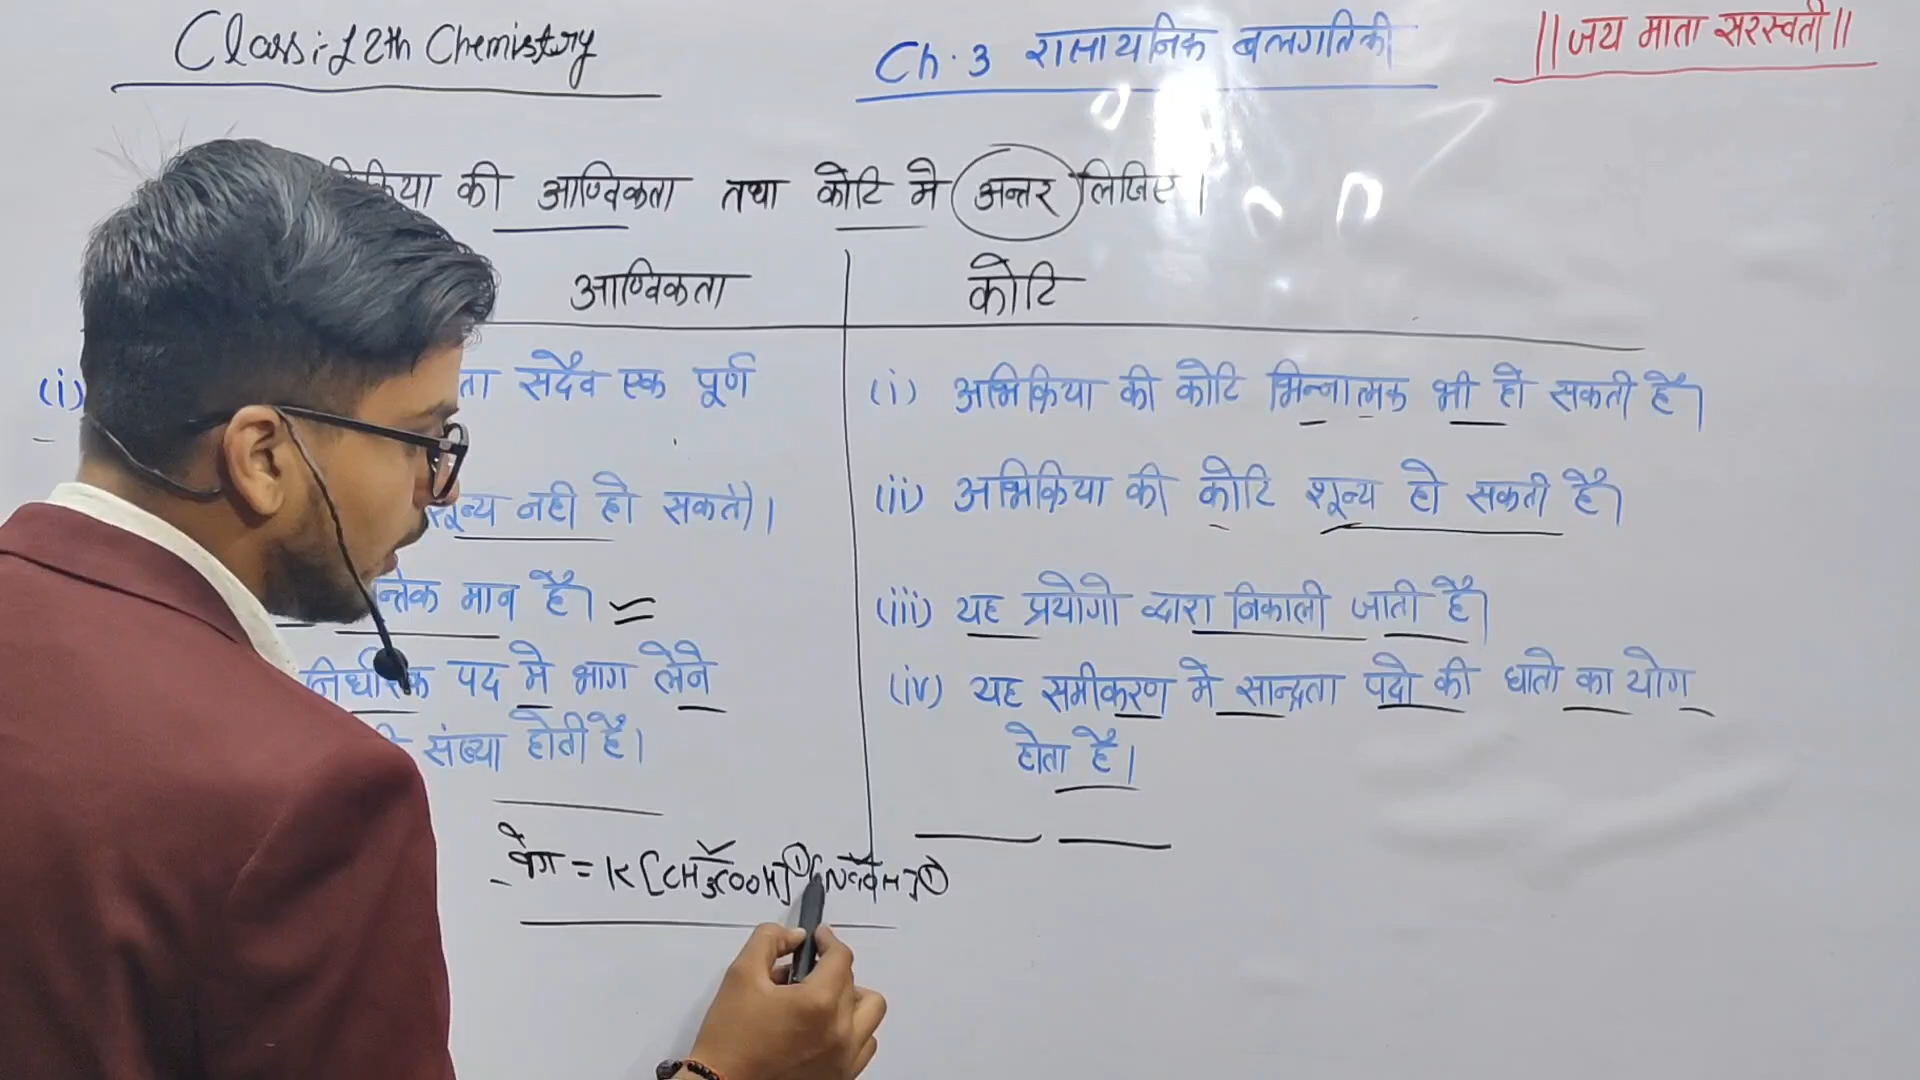 Class:-12th Chemistry
Ch. 3 रासायनिक बलगतिकी
||जय माता सरस्वती||
की आण्विकता तथा कोटि मे अन्तर लिखिए।
आण्विकता
कोटि
(i) सदैव एक पूर्ण
(i) अभिक्रिया की कोटि भिन्नात्मक भी हो सकती है।
नही हो सकती।
(ii) अभिक्रिया की कोटि शून्य हो सकती है।
मान है।
(iii) यह प्रयोगो द्वारा निकाली जाती है।
पद मे भाग लेने
(iv) यह समीकरण मे सान्द्रता पदो की घातो का योग
संख्या होती है।
होता है।
वेग = K[CH3COOH]